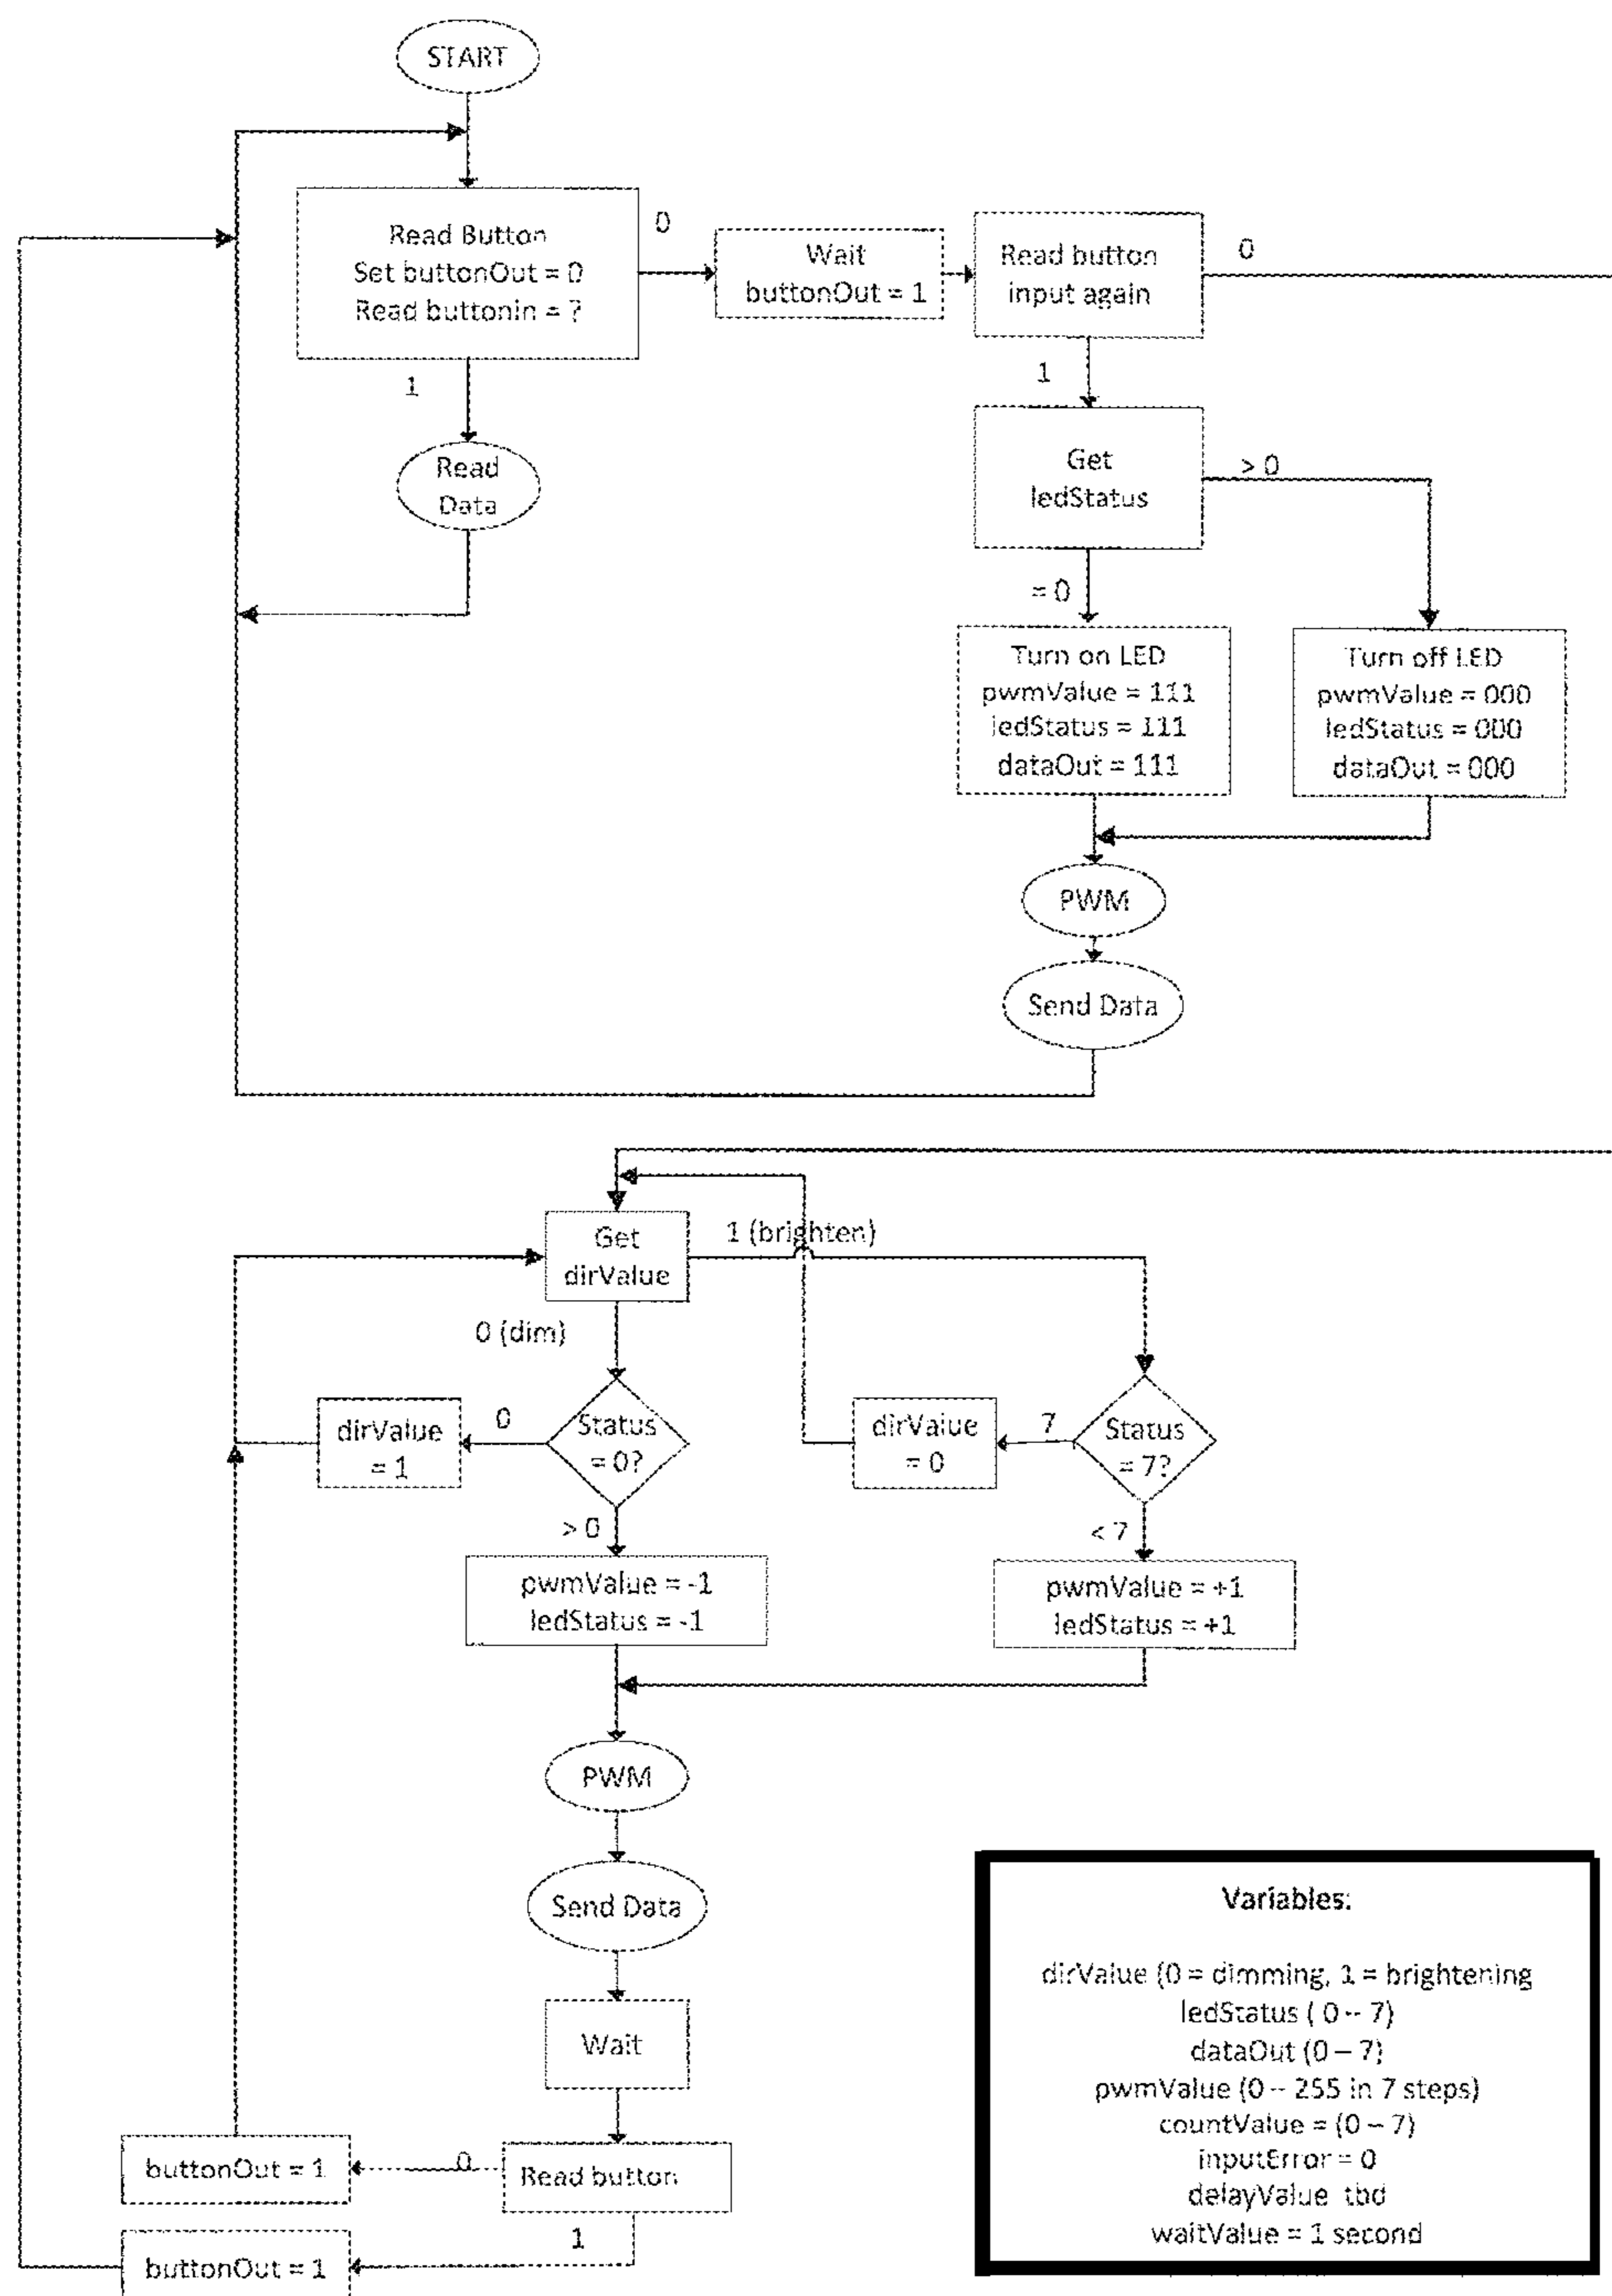 START
Read Button
Set buttonOut = 0
Read buttonin = ?
0
Wait
buttonOut = 1
Read button
input again
0
1
1
Read
Data
Get
ledStatus
> 0
= 0
Turn on LED
pwmValue = 111
ledStatus = 111
dataOut = 111
Turn off LED
pwmValue = 000
ledStatus = 000
dataOut = 000
PWM
Send Data
Get
dirValue
1 (brighten)
0 (dim)
dirValue
= 1
0
Status
= 0?
dirValue
= 0
7
Status
= 7?
> 0
< 7
pwmValue = -1
ledStatus = -1
pwmValue = +1
ledStatus = +1
PWM
Send Data
Wait
buttonOut = 1
0
Read button
1
buttonOut = 1
Variables:
dirValue (0 = dimming, 1 = brightening
ledStatus ( 0 -- 7)
dataOut (0 – 7)
pwmValue (0 -- 255 in 7 steps)
countValue = (0 – 7)
inputError = 0
delayValue tbd
waitValue = 1 second